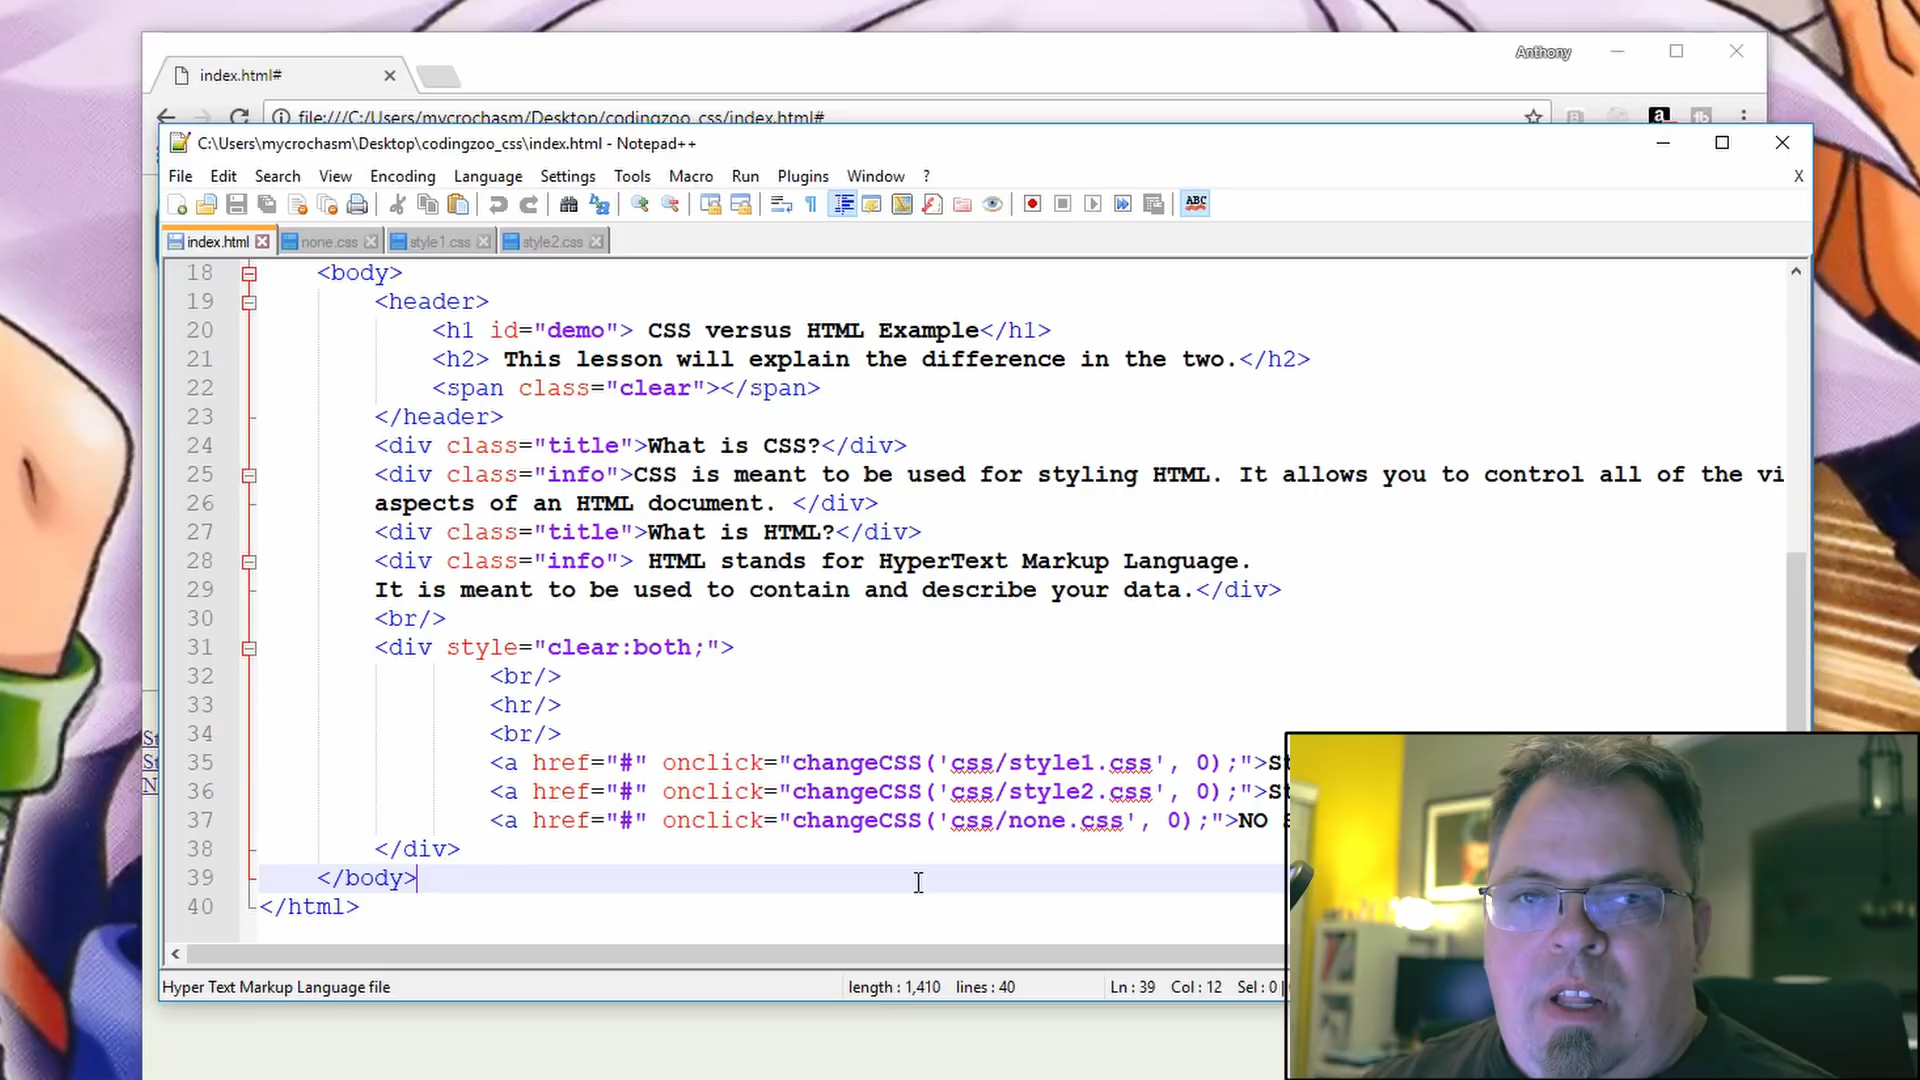 Anthony
index.html#
file:///C:/Users/mycrochasm/Desktop/codingzoo_css/index.html#
C:\Users\mycrochasm\Desktop\codingzoo_css\index.html - Notepad++
File Edit Search View Encoding Language Settings Tools Macro Run Plugins Window ? X
ABC
index.html none.css style1.css style2.css
18 <body>
19 <header>
20 <h1 id="demo"> CSS versus HTML Example</h1>
21 <h2> This lesson will explain the difference in the two.</h2>
22 <span class="clear"></span>
23 </header>
24 <div class="title">What is CSS?</div>
25 <div class="info">CSS is meant to be used for styling HTML. It allows you to control all of the vi
26 aspects of an HTML document. </div>
27 <div class="title">What is HTML?</div>
28 <div class="info"> HTML stands for HyperText Markup Language.
29 It is meant to be used to contain and describe your data.</div>
30 <br/>
31 <div style="clear:both;">
32 <br/>
33 <hr/>
34 <br/>
35 <a href="#" onclick="changeCSS('css/style1.css', 0);">St
36 <a href="#" onclick="changeCSS('css/style2.css', 0);">St
37 <a href="#" onclick="changeCSS('css/none.css', 0);">NO
38 </div>
39 </body>
40 </html>
St
St
N
Hyper Text Markup Language file length : 1,410 lines : 40 Ln : 39 Col : 12 Sel : 0 |